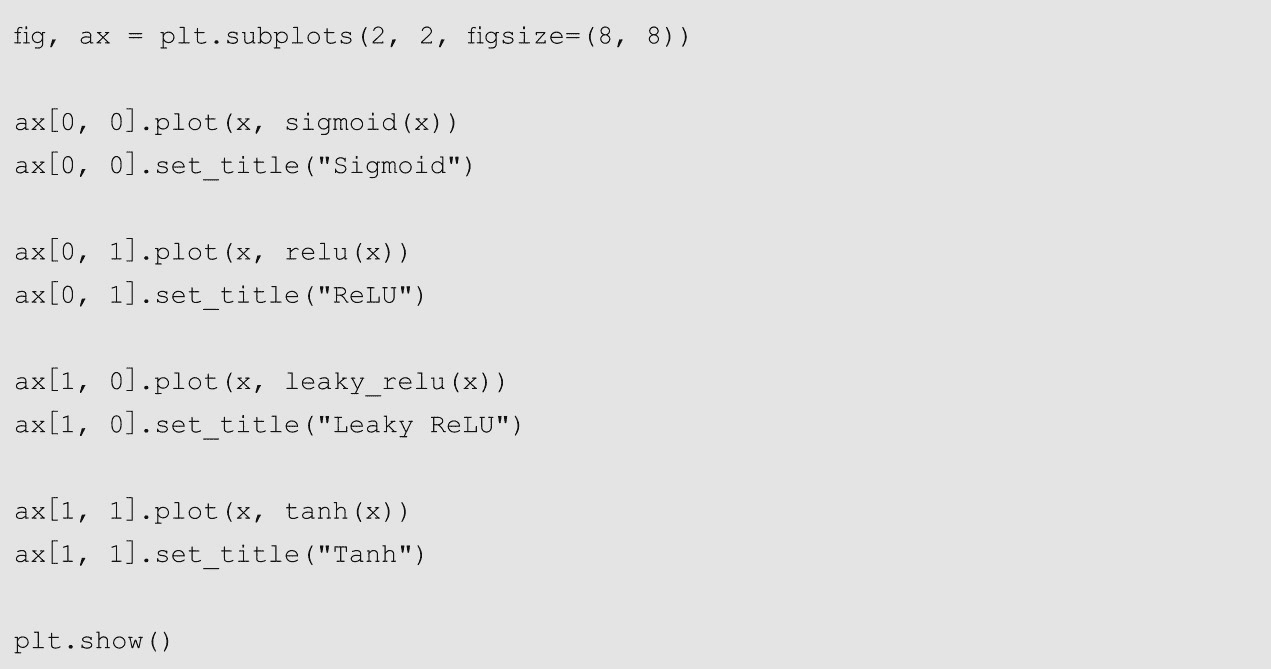 fig, ax = plt.subplots(2, 2, figsize=(8, 8))
ax[0, 0].plot(x, sigmoid(x))
ax[0, 0].set_title("Sigmoid")
ax[0, 1].plot(x, relu(x))
ax[0, 1].set_title("ReLU")
ax[1, 0].plot(x, leaky_relu(x))
ax[1, 0].set_title("Leaky ReLU")
ax[1, 1].plot(x, tanh(x))
ax[1, 1].set_title("Tanh")
plt.show()